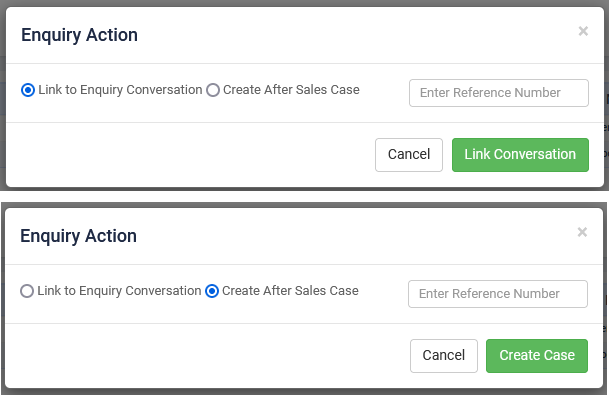 Enquiry Action
×
Link to Enquiry Conversation Create After Sales Case Enter Reference Number
Cancel Link Conversation
Enquiry Action
×
Link to Enquiry Conversation Create After Sales Case Enter Reference Number
Cancel Create Case